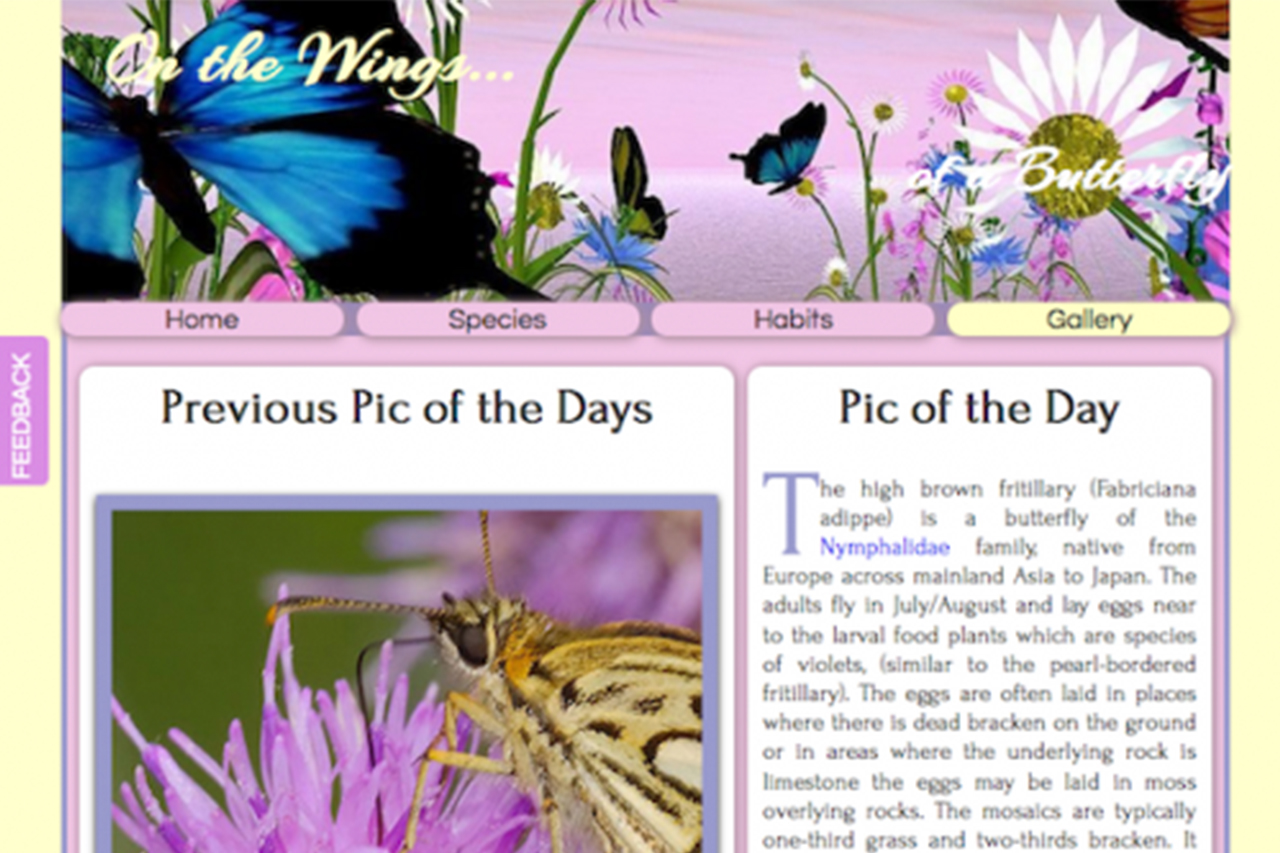 On the Wings...
of a Butterfly
Home
Species
Habits
Gallery
FEEDBACK
Previous Pic of the Days
Pic of the Day
The high brown fritillary (Fabriciana
adippe) is a butterfly of the
Nymphalidae family, native from
Europe across mainland Asia to Japan. The
adults fly in July/August and lay eggs near
to the larval food plants which are species
of violets, (similar to the pearl-bordered
fritillary). The eggs are often laid in places
where there is dead bracken on the ground
or in areas where the underlying rock is
limestone the eggs may be laid in moss
overlying rocks. The mosaics are typically
one-third grass and two-thirds bracken. It